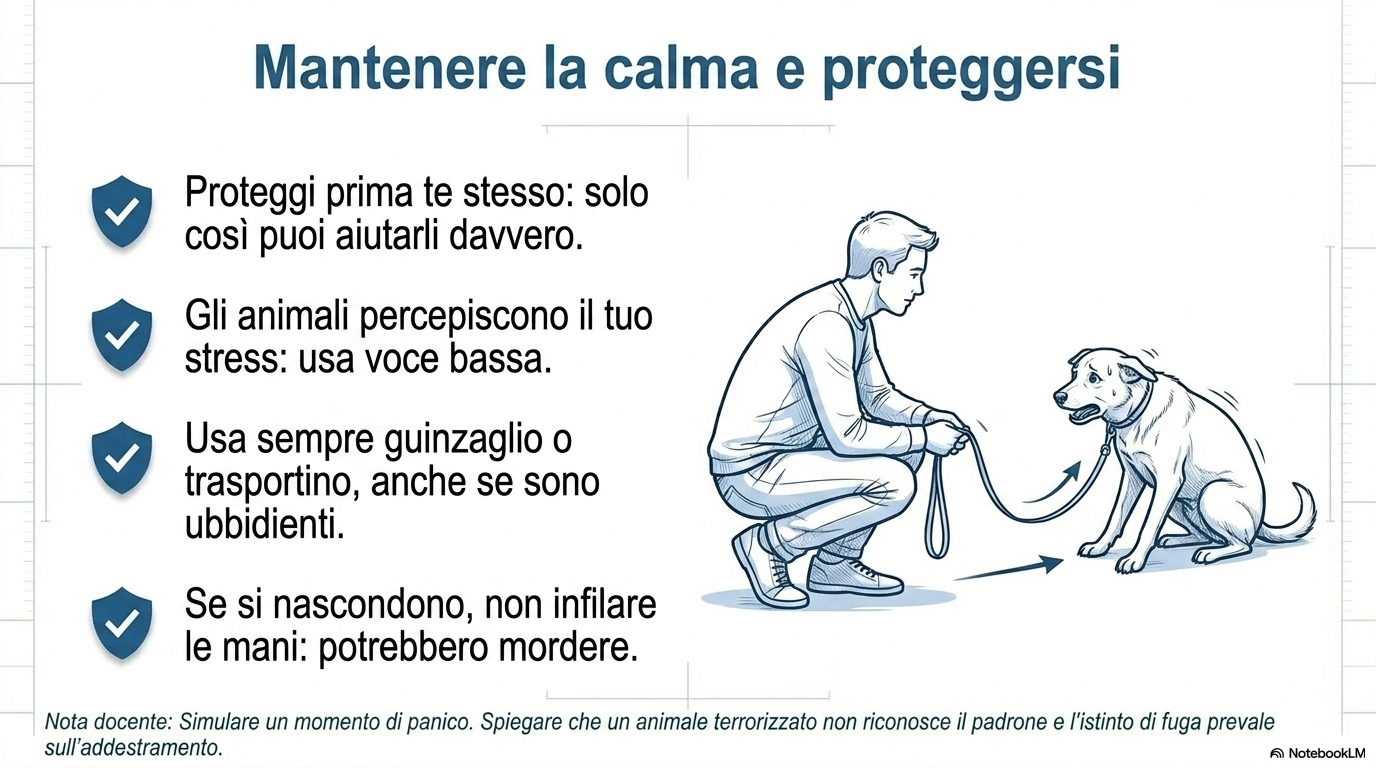 Mantenere la calma e proteggersi
Proteggi prima te stesso: solo
così puoi aiutarli davvero.
Gli animali percepiscono il tuo
stress: usa voce bassa.
Usa sempre guinzaglio o
trasportino, anche se sono
ubbidienti.
Se si nascondono, non infilare
le mani: potrebbero mordere.
Nota docente: Simulare un momento di panico. Spiegare che un animale terrorizzato non riconosce il padrone e l'istinto di fuga prevale
sull’addestramento.
NotebookLM